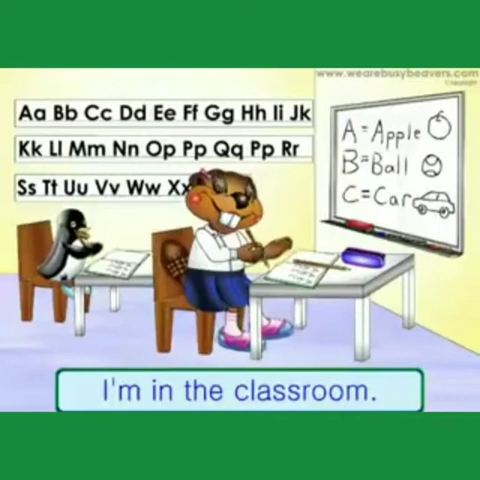 www.wearebusybeavers.com
Aa Bb Cc Dd Ee Ff Gg Hh Ii Jk
Kk Ll Mm Nn Op Pp Qq Pp Rr
Ss Tt Uu Vv Ww Xx
A=Apple
B=Ball
C=Car
I'm in the classroom.